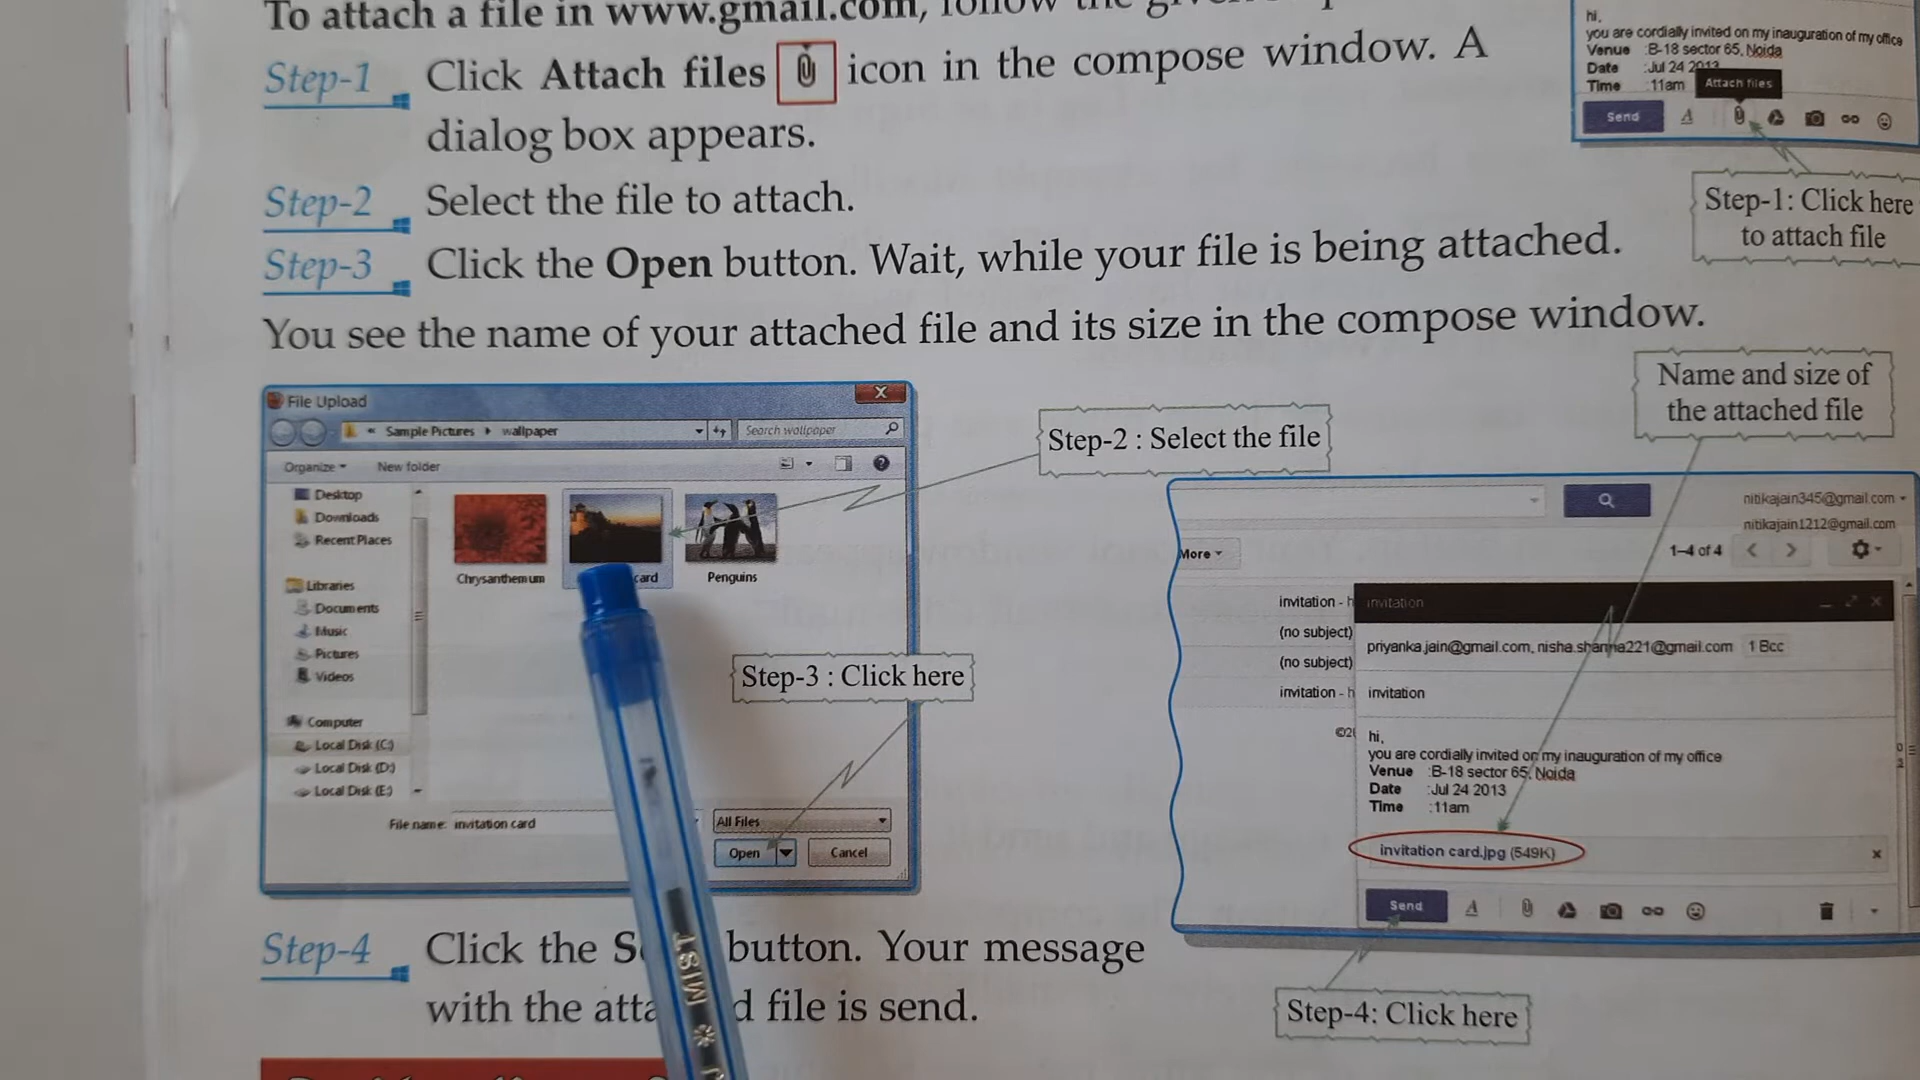 To attach a file in www.gmail.com, follow the given
Step-1 Click Attach files icon in the compose window. A
dialog box appears.
Step-2 Select the file to attach.
Step-3 Click the Open button. Wait, while your file is being attached.
You see the name of your attached file and its size in the compose window.
hi,
you are cordially invited on my inauguration of my office
Venue :B-18 sector 65, Noida
Date :Jul 24 2013
Time :11am
Attach files
Send
Step-1: Click here
to attach file
File Upload
Sample Pictures wallpaper
Search wallpaper
Organize New folder
Desktop
Downloads
Recent Places
Libraries
Documents
Music
Pictures
Videos
Computer
Local Disk (C:)
Local Disk (D:)
Local Disk (E:)
Chrysanthemum
card
Penguins
File name: invitation card
All Files
Open
Cancel
Step-2 : Select the file
Step-3 : Click here
Name and size of
the attached file
nitikajain345@gmail.com
nitikajain1212@gmail.com
More
1–4 of 4
invitation - h
(no subject)
(no subject)
invitation - h
invitation
priyanka.jain@gmail.com, nisha.sharma221@gmail.com 1 Bcc
invitation
hi,
you are cordially invited on my inauguration of my office
Venue :B-18 sector 65, Noida
Date :Jul 24 2013
Time :11am
invitation card.jpg (549K)
Send
Step-4: Click here
Step-4 Click the button. Your message
with the file is send.
MIST